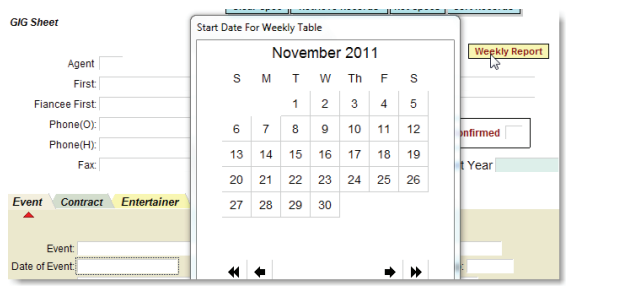 GIG Sheet
Start Date For Weekly Table
Weekly Report
November 2011
Agent
S M T W Th F S
First:
1 2 3 4 5
Fiancee First:
Phone(O):
6 7 8 9 10 11 12
nfirmed
Phone(H):
13 14 15 16 17 18 19
Fax:
t Year
20 21 22 23 24 25 26
Event Contract Entertainer
27 28 29 30
Event:
Date of Event: